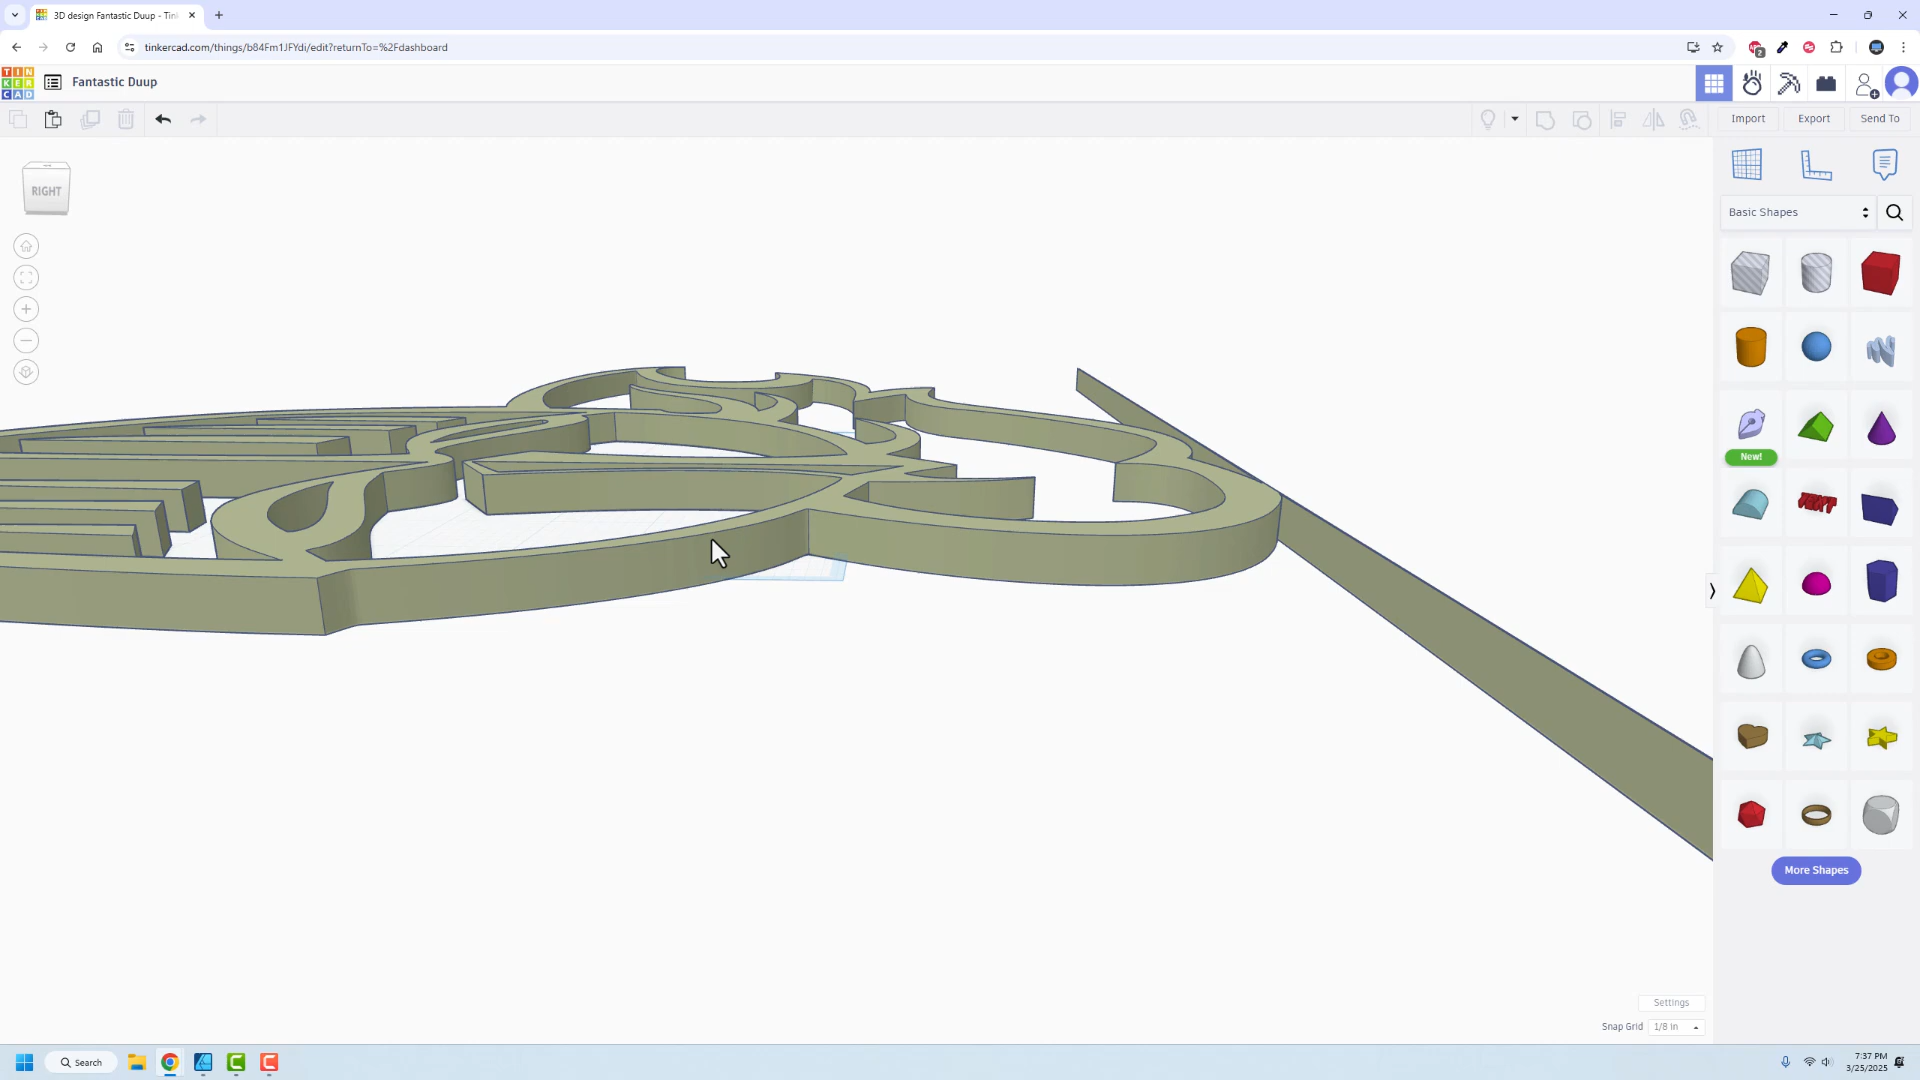 3D design Fantastic Duup - Tin
tinkercad.com/things/b84Fm1JFYdi/edit?returnTo=%2Fdashboard
2
TIN
KER
CAD
Fantastic Duup
Import
Export
Send To
RIGHT
Basic Shapes
New!
TEXT
More Shapes
Settings
Snap Grid
1/8 in
Search
7:37 PM
3/25/2025